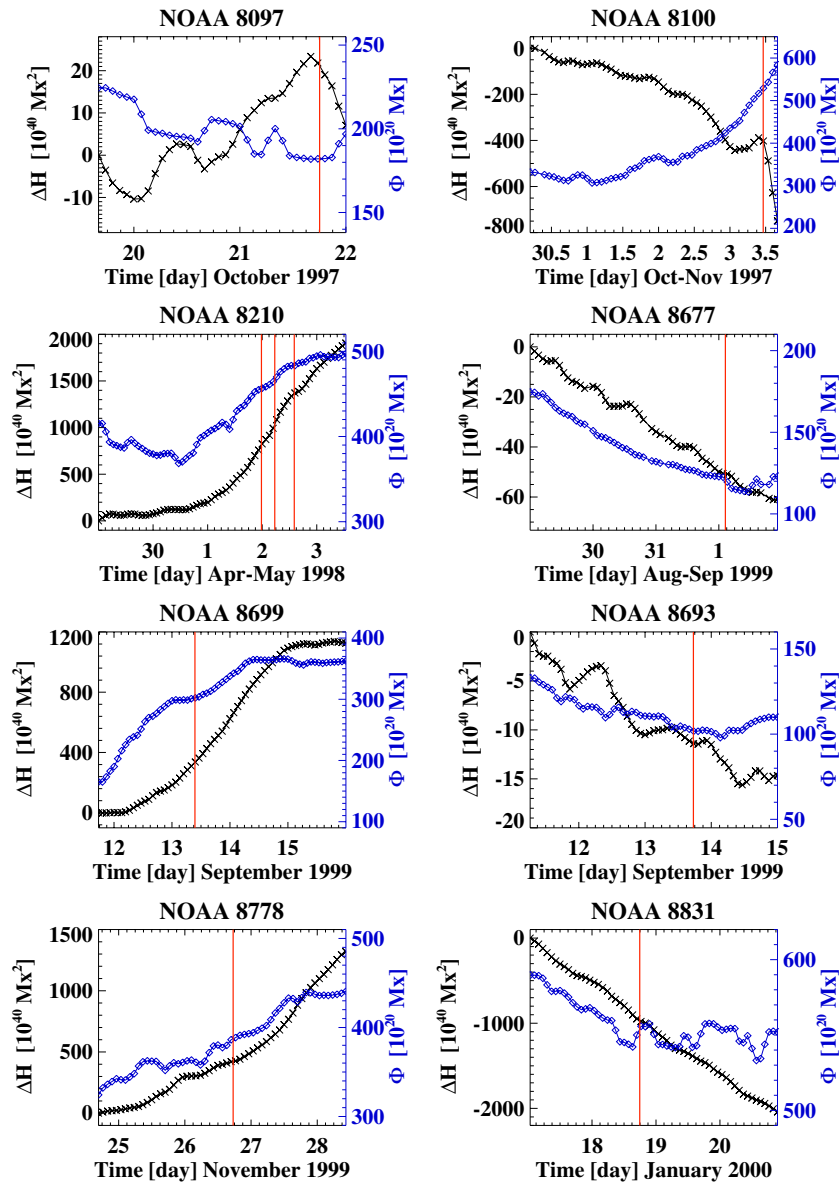 NOAA 8097
NOAA 8100
ΔH [10^40 Mx^2]
20
10
0
-10
250
200
150
Φ [10^20 Mx]
20 21 22
Time [day] October 1997
ΔH [10^40 Mx^2]
0
-200
-400
-600
-800
600
500
400
300
200
Φ [10^20 Mx]
30.5 1 1.5 2 2.5 3 3.5
Time [day] Oct-Nov 1997
NOAA 8210
NOAA 8677
ΔH [10^40 Mx^2]
2000
1500
1000
500
0
500
400
300
Φ [10^20 Mx]
30 1 2 3
Time [day] Apr-May 1998
ΔH [10^40 Mx^2]
0
-20
-40
-60
200
150
100
Φ [10^20 Mx]
30 31 1
Time [day] Aug-Sep 1999
NOAA 8699
NOAA 8693
ΔH [10^40 Mx^2]
1200
800
400
0
400
300
200
100
Φ [10^20 Mx]
12 13 14 15
Time [day] September 1999
ΔH [10^40 Mx^2]
0
-5
-10
-15
-20
150
100
50
Φ [10^20 Mx]
12 13 14 15
Time [day] September 1999
NOAA 8778
NOAA 8831
ΔH [10^40 Mx^2]
1500
1000
500
0
500
400
300
Φ [10^20 Mx]
25 26 27 28
Time [day] November 1999
ΔH [10^40 Mx^2]
0
-1000
-2000
600
500
Φ [10^20 Mx]
18 19 20
Time [day] January 2000